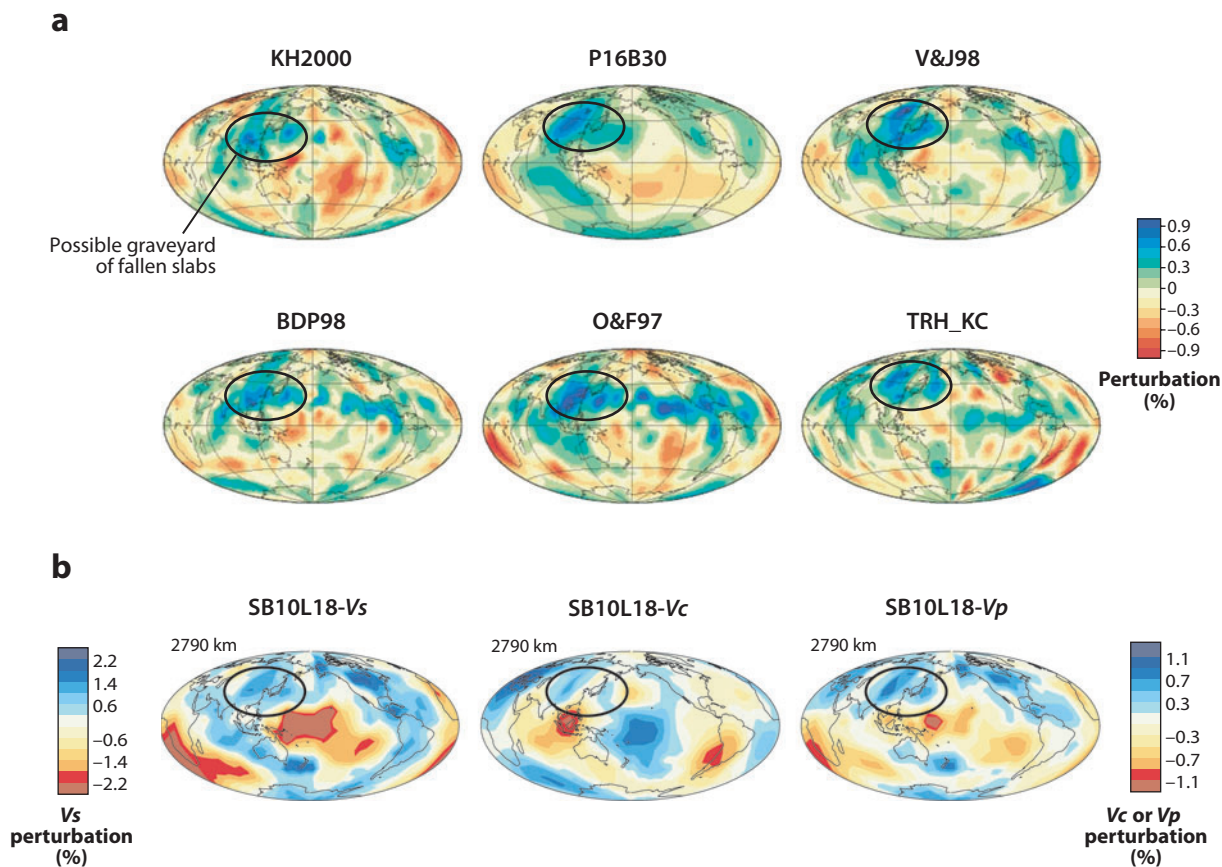 a
KH2000
P16B30
V&J98
Possible graveyard
of fallen slabs
0.9
0.6
0.3
0
−0.3
−0.6
−0.9
Perturbation
(%)
BDP98
O&F97
TRH_KC
b
SB10L18-Vs
SB10L18-Vc
SB10L18-Vp
2790 km
2790 km
2790 km
2.2
1.4
0.6
−0.6
−1.4
−2.2
Vs
perturbation
(%)
1.1
0.7
0.3
−0.3
−0.7
−1.1
Vc or Vp
perturbation
(%)